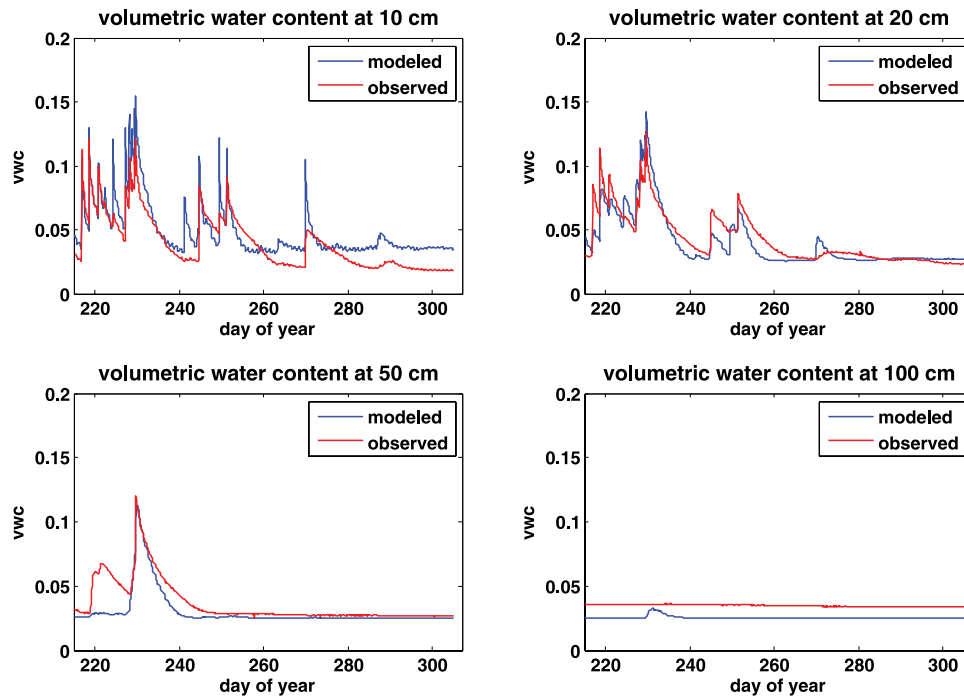 volumetric water content at 10 cm
0.2
0.15
0.1
0.05
0
vwc
modeled
observed
220 240 260 280 300
day of year
volumetric water content at 20 cm
0.2
0.15
0.1
0.05
0
vwc
modeled
observed
220 240 260 280 300
day of year
volumetric water content at 50 cm
0.2
0.15
0.1
0.05
0
vwc
modeled
observed
220 240 260 280 300
day of year
volumetric water content at 100 cm
0.2
0.15
0.1
0.05
0
vwc
modeled
observed
220 240 260 280 300
day of year